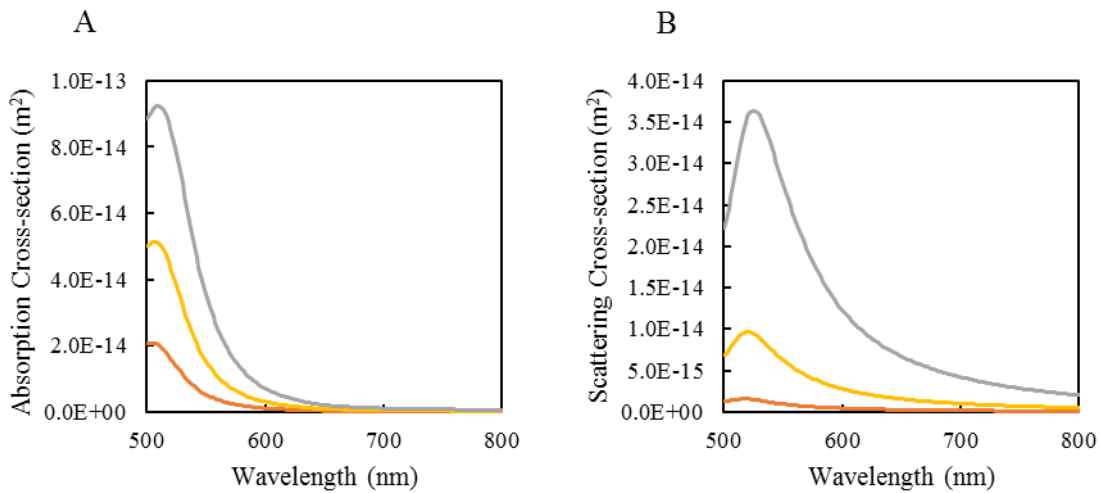 A
Absorption Cross-section (m²)
1.0E-13
8.0E-14
6.0E-14
4.0E-14
2.0E-14
0.0E+00
500 600 700 800
Wavelength (nm)
B
Scattering Cross-section (m²)
4.0E-14
3.5E-14
3.0E-14
2.5E-14
2.0E-14
1.5E-14
1.0E-14
5.0E-15
0.0E+00
500 600 700 800
Wavelength (nm)